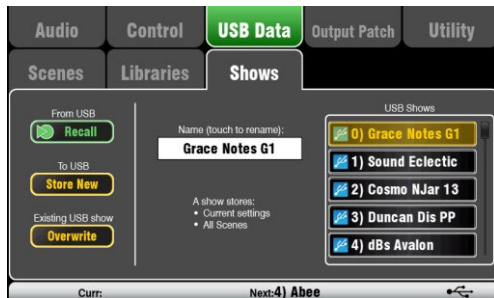 Audio
Control
USB Data
Output Patch
Utility
Scenes
Libraries
Shows
From USB
Recall
To USB
Store New
Existing USB show
Overwrite
Name (touch to rename):
Grace Notes G1
A show stores:
• Current settings
• All Scenes
USB Shows
0) Grace Notes G1
1) Sound Eclectic
2) Cosmo NJar 13
3) Duncan Dis PP
4) dBs Avalon
Curr:
Next:4) Abee